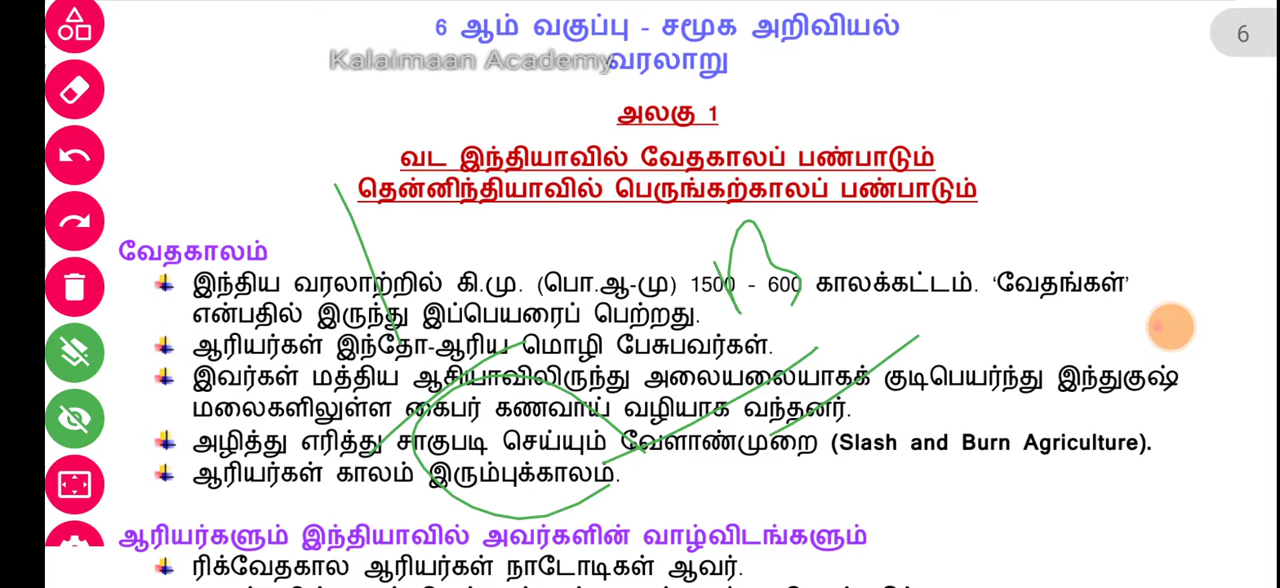 6 ஆம் வகுப்பு - சமூக அறிவியல்
Kalaimaan Academy
வரலாறு
6
அலகு 1
வட இந்தியாவில் வேதகாலப் பண்பாடும்
தென்னிந்தியாவில் பெருங்கற்காலப் பண்பாடும்
வேதகாலம்
இந்திய வரலாற்றில் கி.மு. (பொ.ஆ-மு) 1500 - 600 காலக்கட்டம். ‘வேதங்கள்’
என்பதில் இருந்து இப்பெயரைப் பெற்றது.
ஆரியர்கள் இந்தோ-ஆரிய மொழி பேசுபவர்கள்.
இவர்கள் மத்திய ஆசியாவிலிருந்து அலையலையாகக் குடிபெயர்ந்து இந்துகுஷ்
மலைகளிலுள்ள கைபர் கணவாய் வழியாக வந்தனர்.
அழித்து எரித்து சாகுபடி செய்யும் வேளாண்முறை (Slash and Burn Agriculture).
ஆரியர்கள் காலம் இரும்புக்காலம்.
ஆரியர்களும் இந்தியாவில் அவர்களின் வாழ்விடங்களும்
ரிக்வேதகால ஆரியர்கள் நாடோடிகள் ஆவர்.